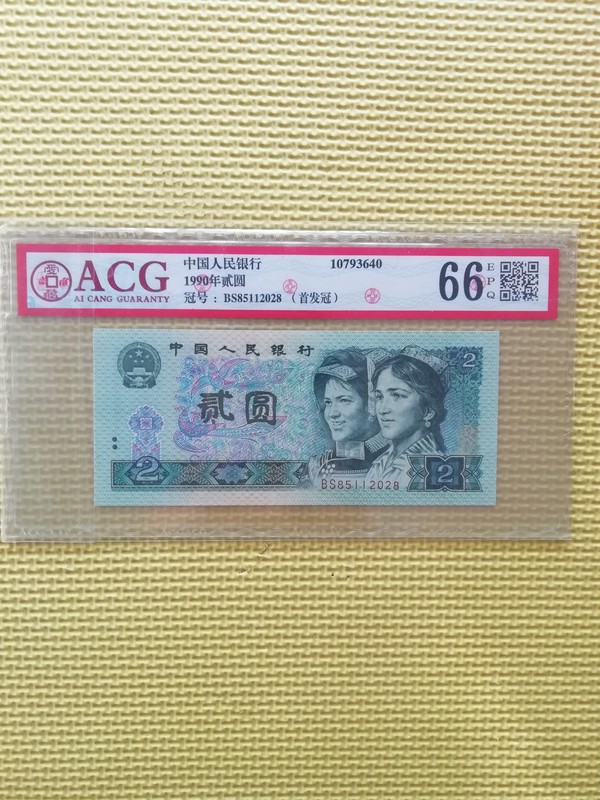 ACG
AI CANG GUARANTY
中国人民银行 10793640
1990年贰圆
冠号：BS85112028 （首发冠）
66 EPQ
中国人民银行
2
贰圆
BS85112028
2
2